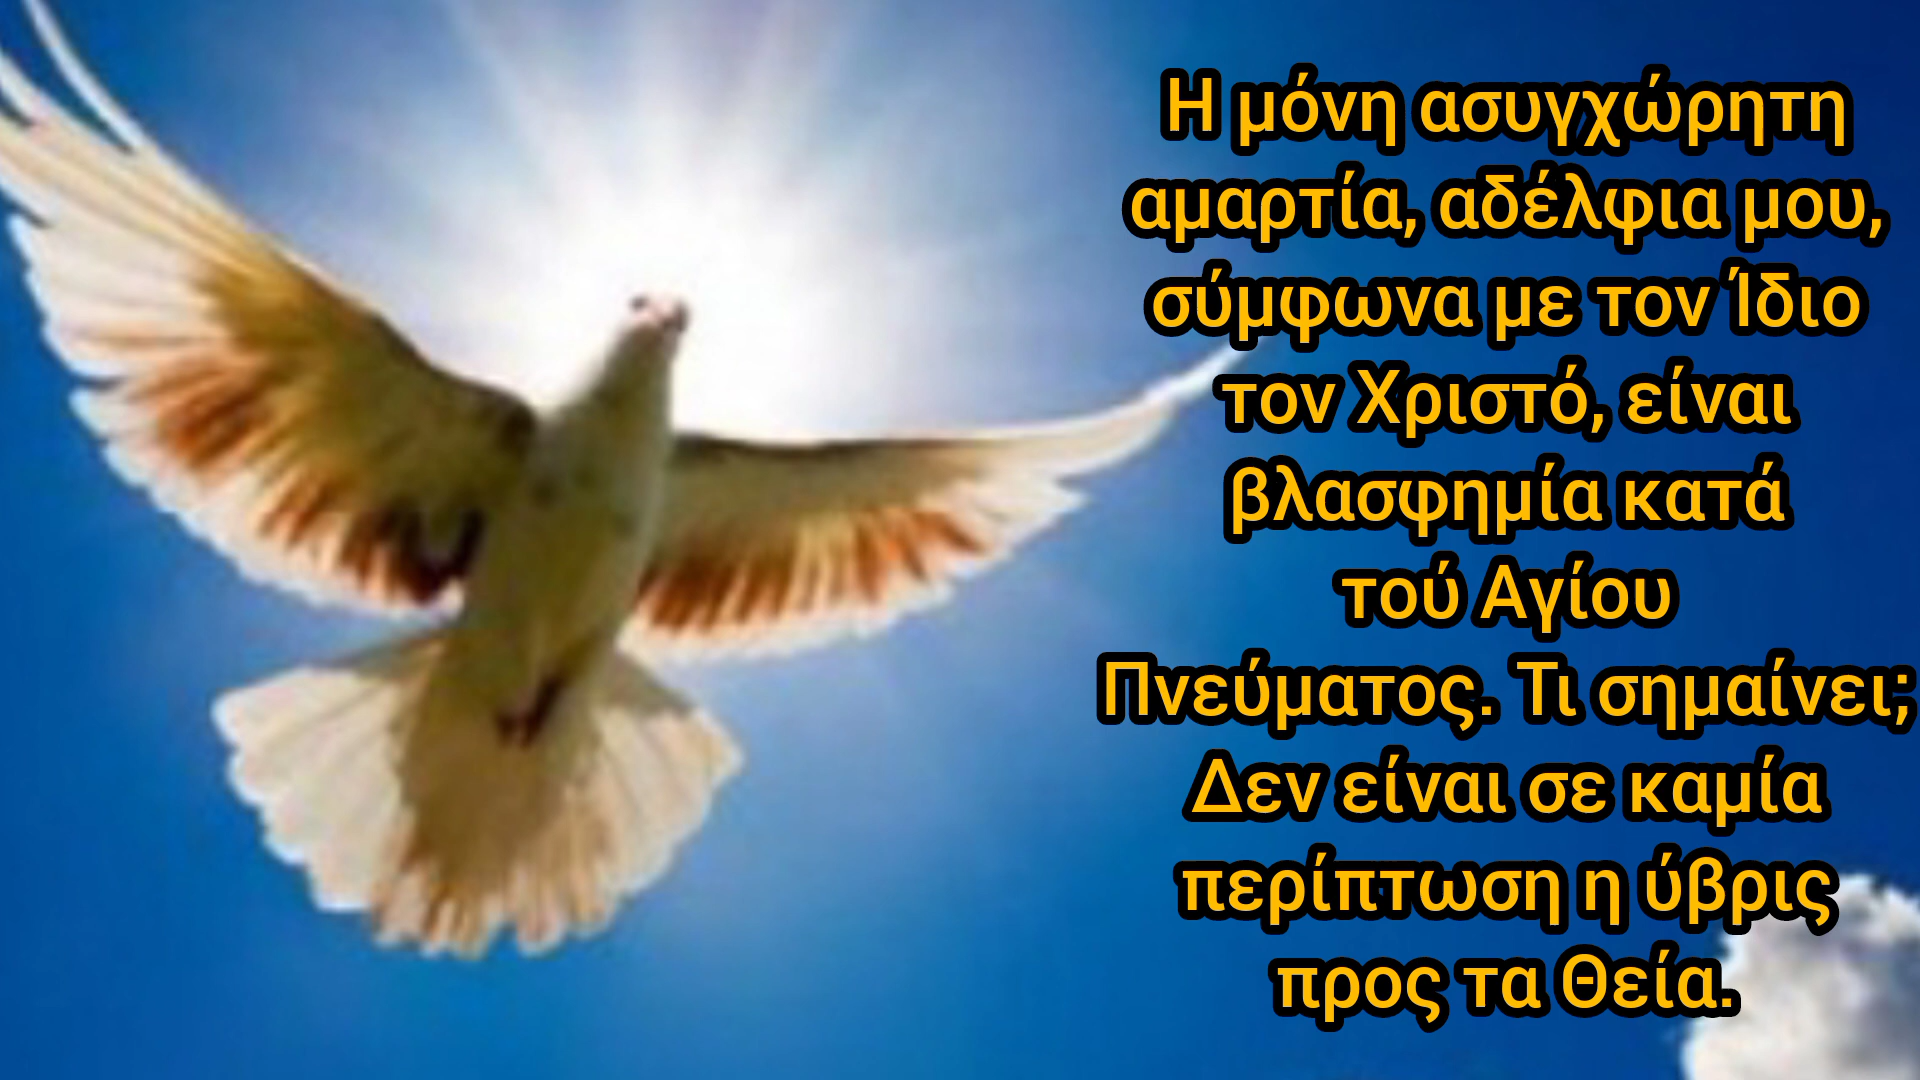 Η μόνη ασυγχώρητη
αμαρτία, αδέλφια μου,
σύμφωνα με τον Ίδιο
τον Χριστό, είναι
βλασφημία κατά
τού Αγίου
Πνεύματος. Τι σημαίνει;
Δεν είναι σε καμία
περίπτωση η ύβρις
προς τα Θεία.